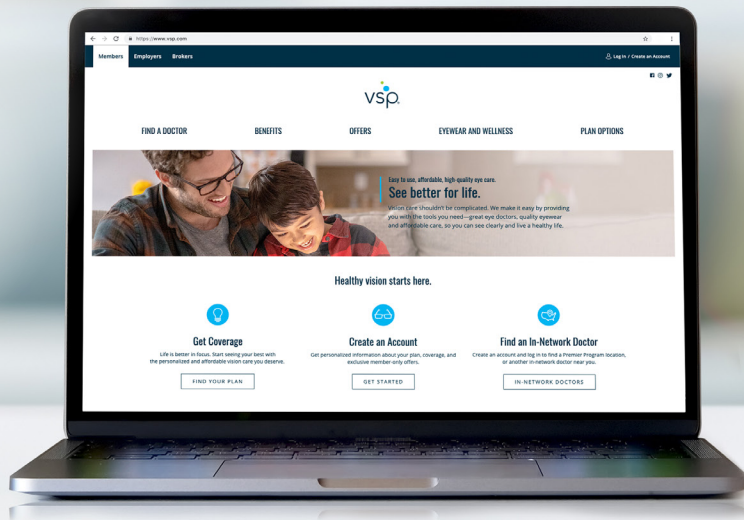 https://www.vsp.com
Members Employers Brokers Log In / Create an Account
vsp.
FIND A DOCTOR BENEFITS OFFERS EYEWEAR AND WELLNESS PLAN OPTIONS
Easy to use, affordable, high-quality eye care.
See better for life.
Vision care shouldn't be complicated. We make it easy by providing
you with the tools you need—great eye doctors, quality eyewear
and affordable care, so you can see clearly and live a healthy life.
Healthy vision starts here.
Get Coverage
Life is better in focus. Start seeing your best with
the personalized and affordable vision care you deserve.
FIND YOUR PLAN
Create an Account
Get personalized information about your plan, coverage, and
exclusive member-only offers.
GET STARTED
Find an In-Network Doctor
Create an account and log in to find a Premier Program location,
or another in-network doctor near you.
IN-NETWORK DOCTORS